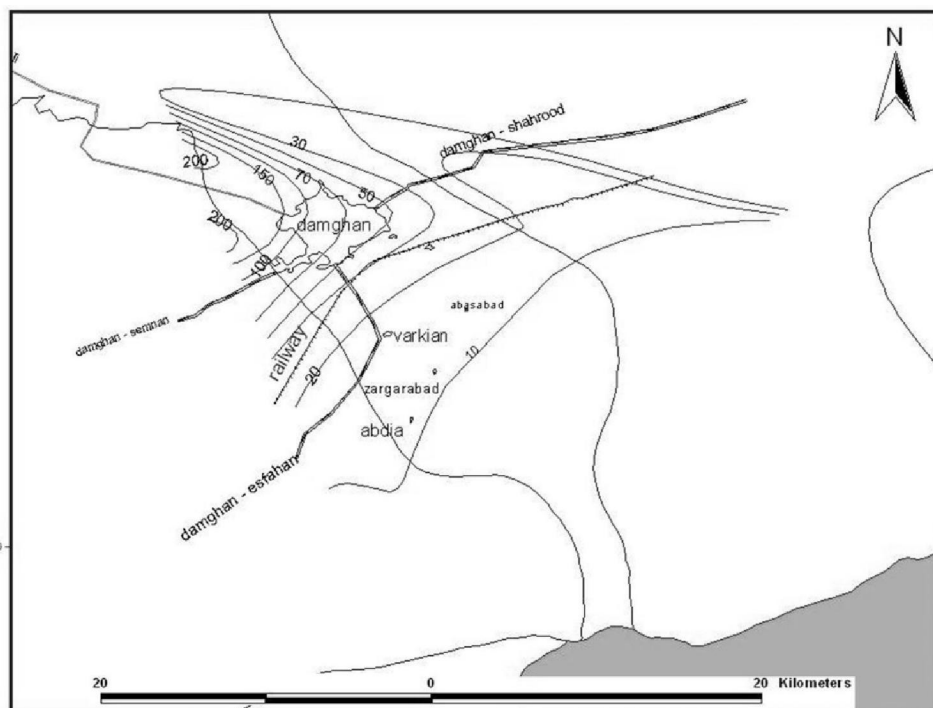 N
damghan - shahrood
30
200
150
70
50
200
damghan
100
abasabad
damghan - semnan
railway
varkian
10
20
zargarabad
abdia
damghan - esfahan
20
0
20 Kilometers